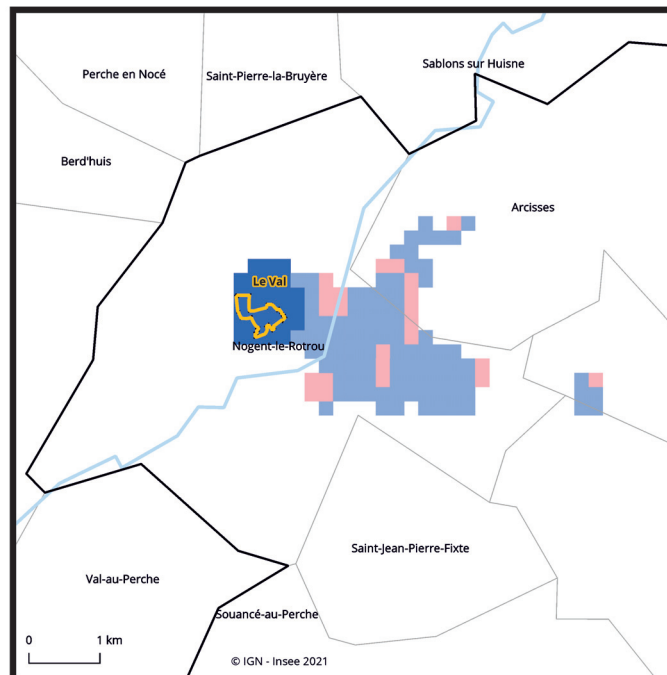 Sablons sur Huisne
Perche en Nocé
Saint-Pierre-la-Bruyère
Berd'huis
Arcisses
Le Val
Nogent-le-Rotrou
Saint-Jean-Pierre-Fixte
Val-au-Perche
Souancé-au-Perche
0 1 km
© IGN - Insee 2021